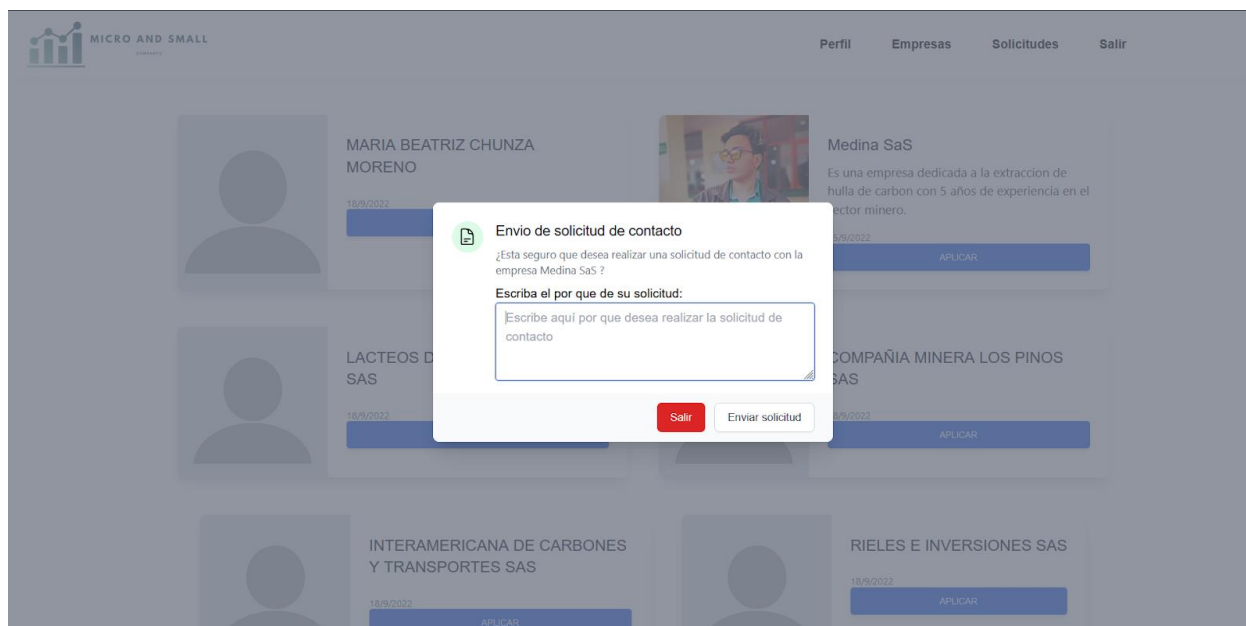 MICRO AND SMALL
Perfil Empresas Solicitudes Salir
MARIA BEATRIZ CHUNZA
MORENO
18/9/2022
Medina SaS
Es una empresa dedicada a la extraccion de
hulla de carbon con 5 años de experiencia en el
ector minero.
/9/2022
APLICAR
Envio de solicitud de contacto
¿Esta seguro que desea realizar una solicitud de contacto con la
empresa Medina SaS ?
Escriba el por que de su solicitud:
Escribe aquí por que desea realizar la solicitud de
contacto
Salir Enviar solicitud
LACTEOS D
SAS
18/9/2022
COMPAÑIA MINERA LOS PINOS
SAS
8/9/2022
APLICAR
INTERAMERICANA DE CARBONES
Y TRANSPORTES SAS
18/9/2022
APLICAR
RIELES E INVERSIONES SAS
18/9/2022
APLICAR